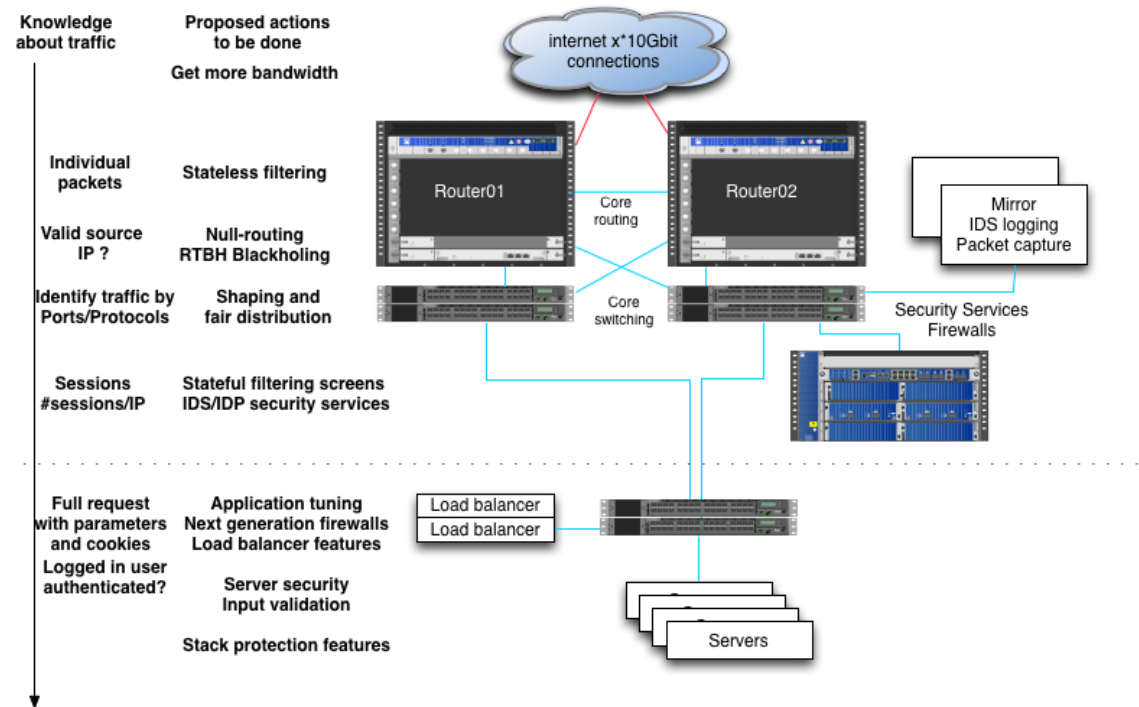 Knowledge
about traffic
Proposed actions
to be done
Get more bandwidth
internet x*10Gbit
connections
Individual
packets
Stateless filtering
Router01
Router02
Core
routing
Mirror
IDS logging
Packet capture
Valid source
IP ?
Null-routing
RTBH Blackholing
Identify traffic by
Ports/Protocols
Shaping and
fair distribution
Core
switching
Security Services
Firewalls
Sessions
#sessions/IP
Stateful filtering screens
IDS/IDP security services
Full request
with parameters
and cookies
Logged in user
authenticated?
Application tuning
Next generation firewalls
Load balancer features
Load balancer
Load balancer
Server security
Input validation
Stack protection features
Servers